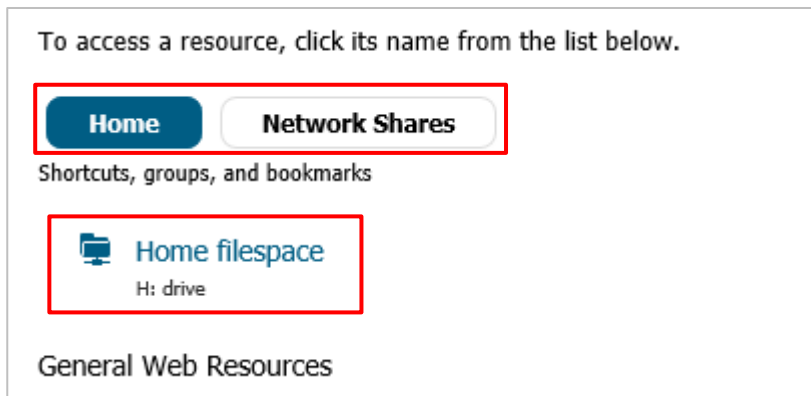 To access a resource, click its name from the list below.
Home Network Shares
Shortcuts, groups, and bookmarks
Home filespace
H: drive
General Web Resources